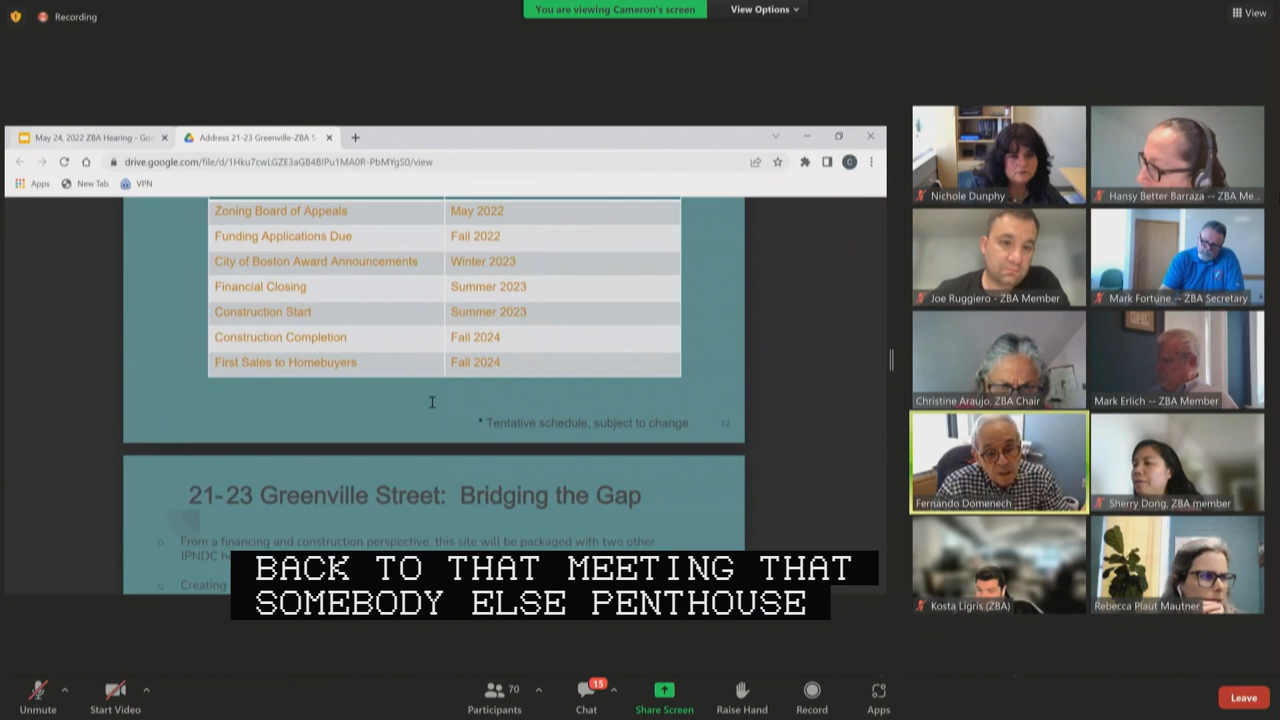 Recording
You are viewing Cameron's screen
View Options
View
May 24, 2022 ZBA Hearing - Go
Address 21-23 Greenville-ZBA 5-
drive.google.com/file/d/1Hku7cwLGZE3aGB4BIPu1MA0R-PbMYgS0/view
Apps
New Tab
VPN
Zoning Board of Appeals May 2022
Funding Applications Due Fall 2022
City of Boston Award Announcements Winter 2023
Financial Closing Summer 2023
Construction Start Summer 2023
Construction Completion Fall 2024
First Sales to Homebuyers Fall 2024
* Tentative schedule, subject to change
12
21-23 Greenville Street: Bridging the Gap
From a financing and construction perspective, this site will be packaged with two other
IPNDC
Creating
BACK TO THAT MEETING THAT
SOMEBODY ELSE PENTHOUSE
Nichole Dunphy
Hansy Better Barraza -- ZBA Me...
Joe Ruggiero - ZBA Member
Mark Fortune -- ZBA Secretary
Christine Araujo, ZBA Chair
Mark Erlich -- ZBA Member
Fernando Domenech
Sherry Dong, ZBA member
Kosta Ligris (ZBA)
Rebecca Plaut Mautner
Unmute
Start Video
70
Participants
15
Chat
Share Screen
Raise Hand
Record
Apps
Leave